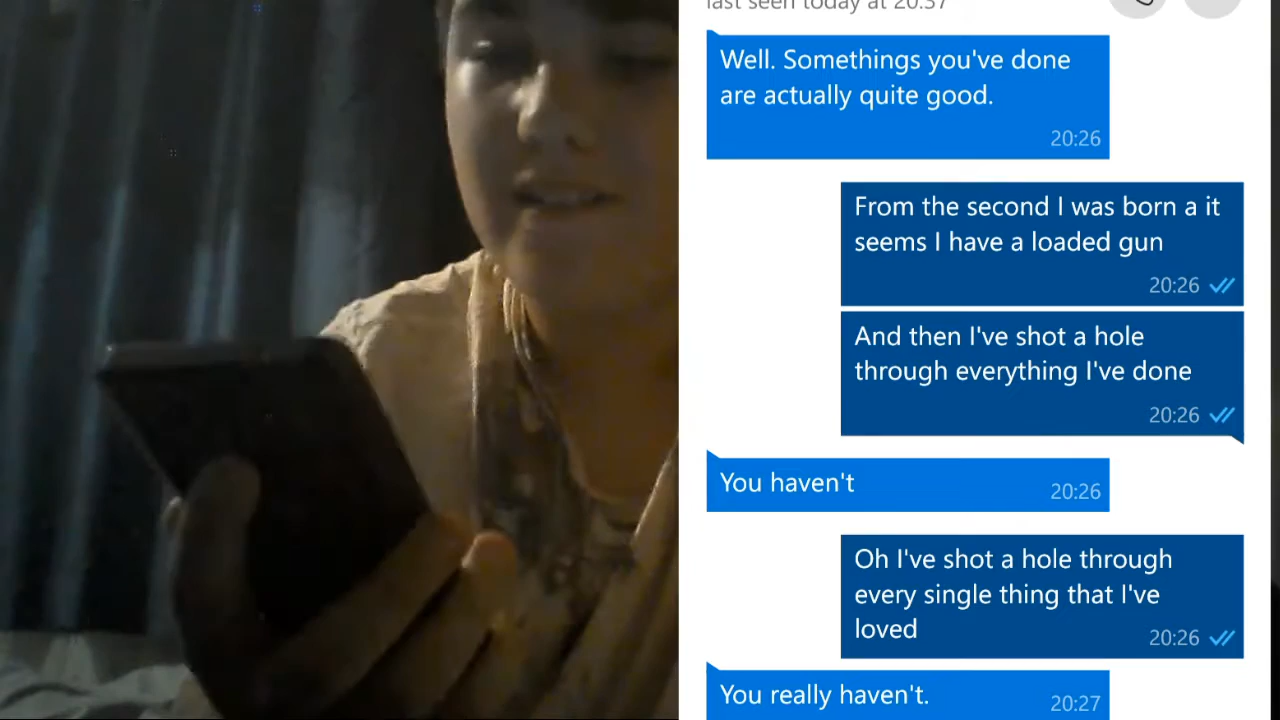 last seen today at 20:37
Well. Somethings you've done
are actually quite good.
20:26
From the second I was born a it
seems I have a loaded gun
20:26
And then I've shot a hole
through everything I've done
20:26
You haven't
20:26
Oh I've shot a hole through
every single thing that I've
loved
20:26
You really haven't.
20:27